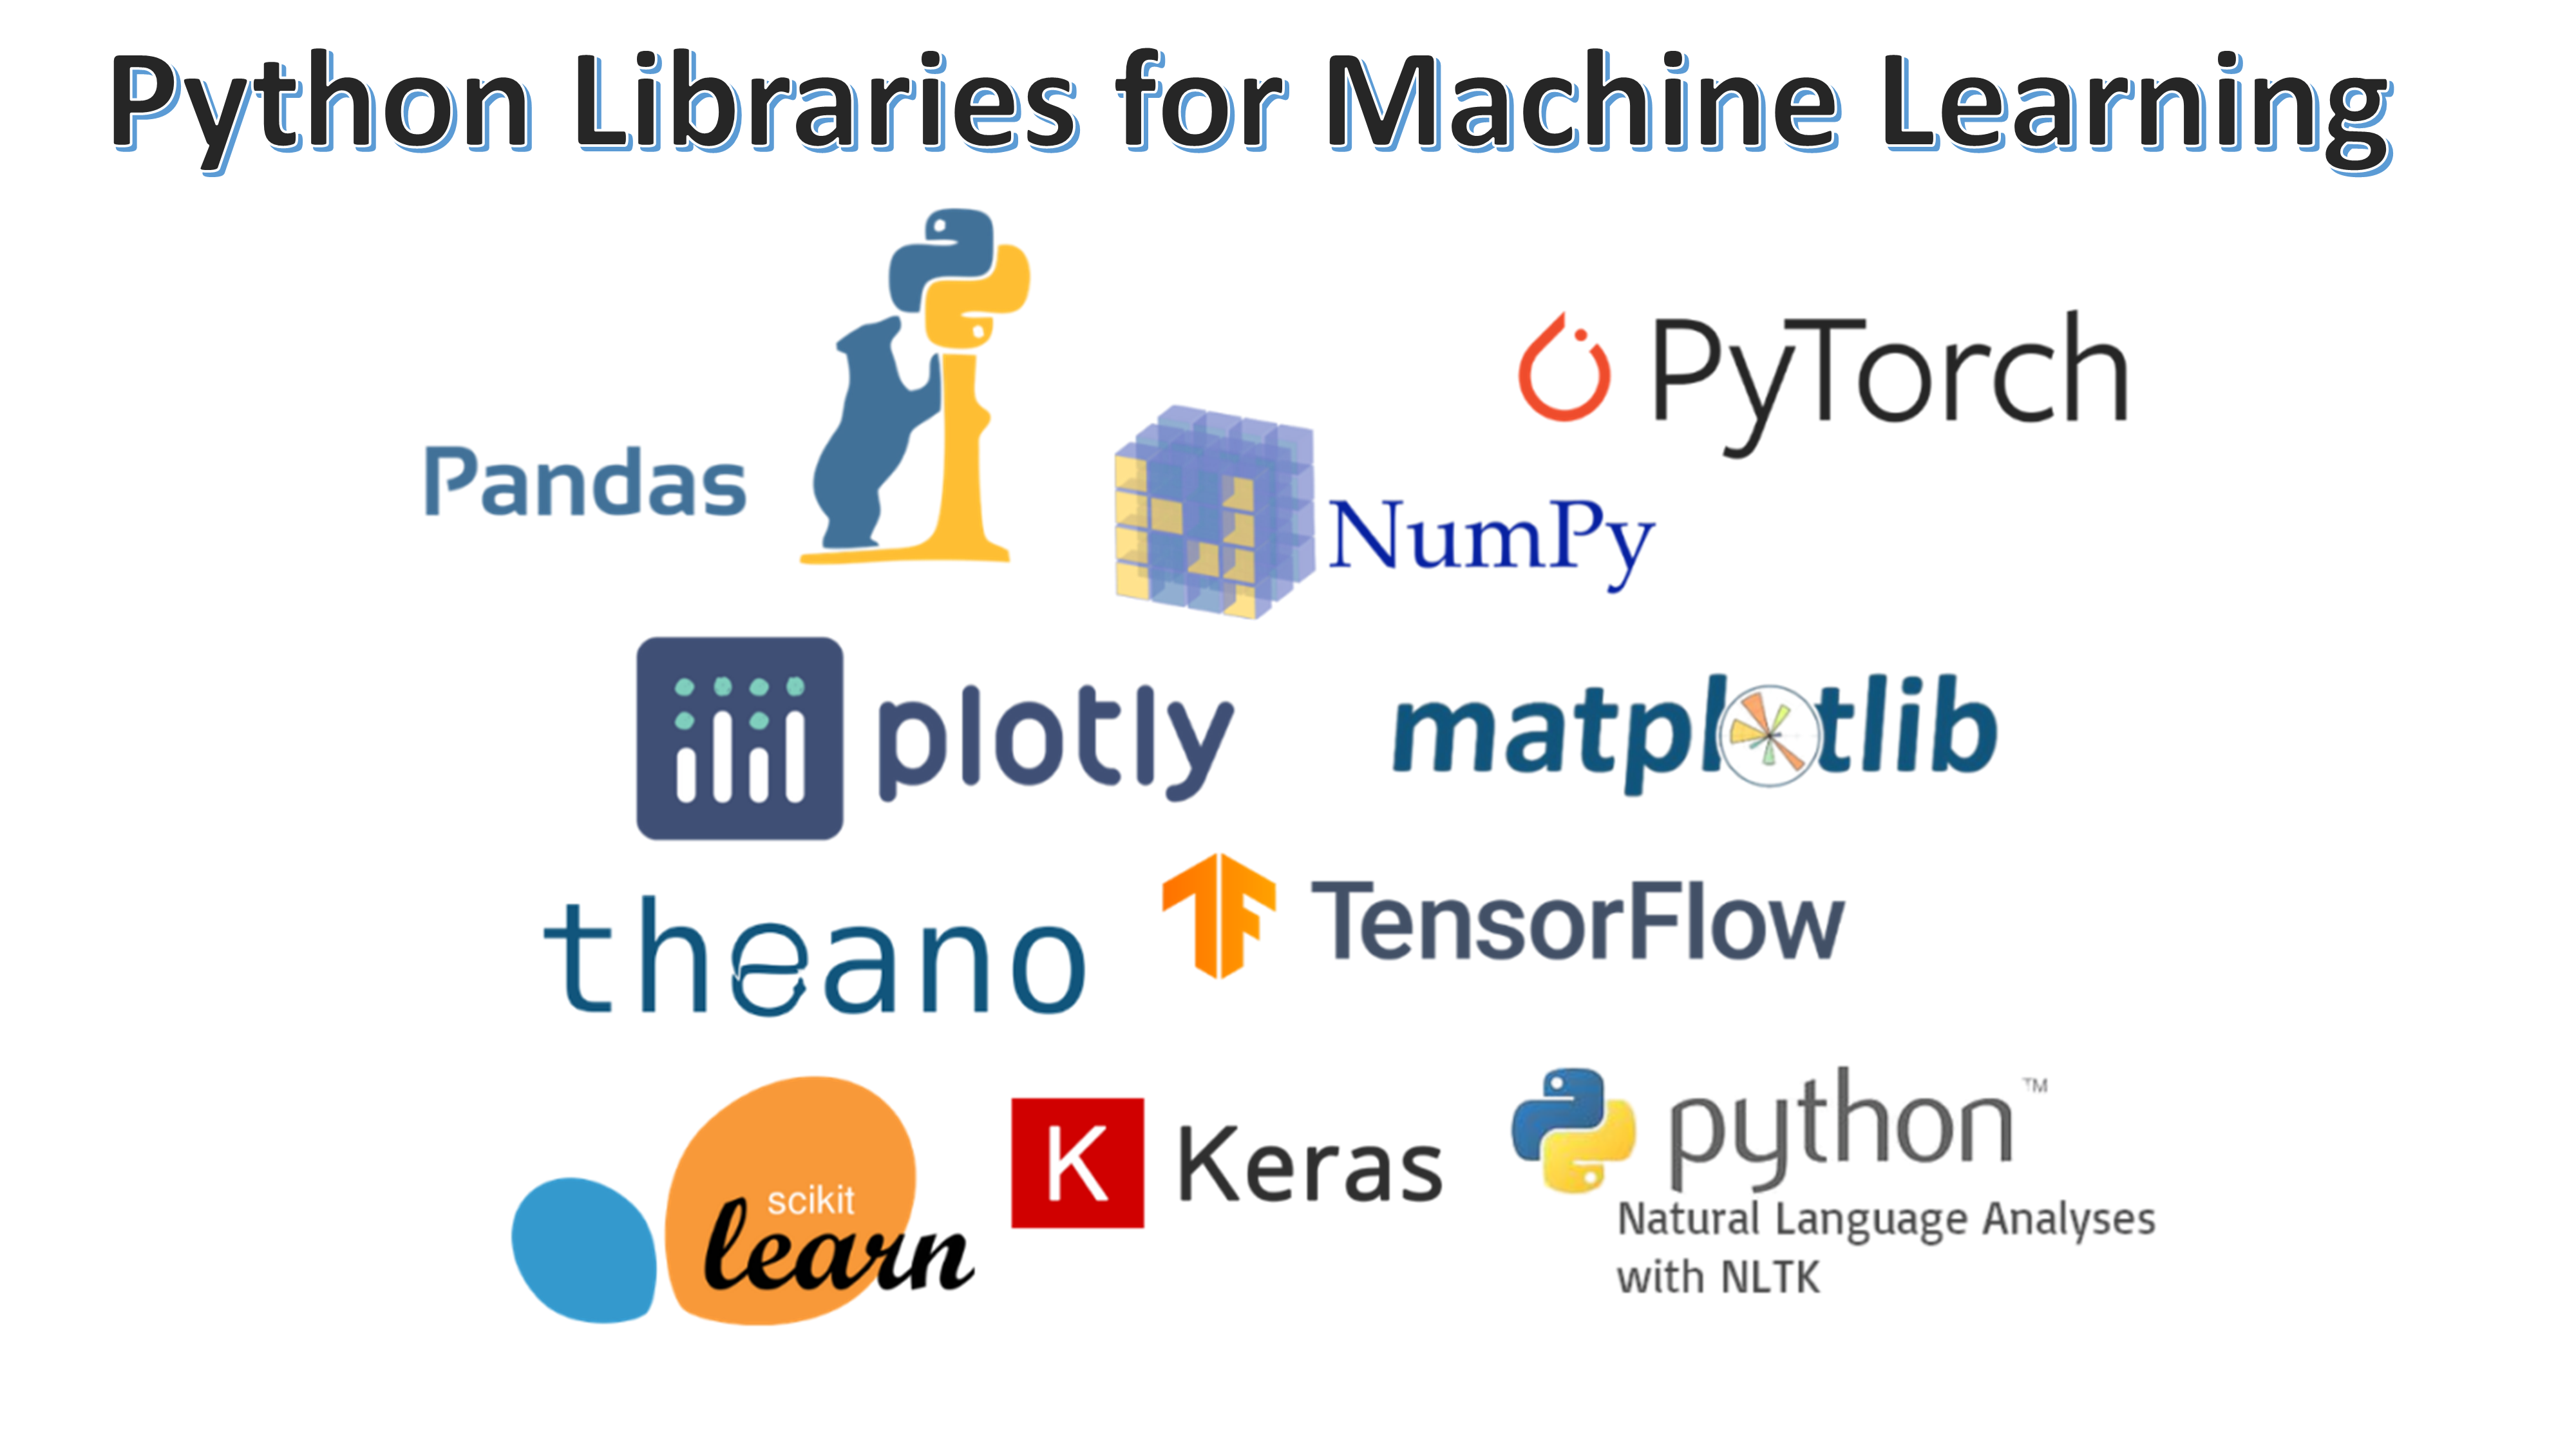 Python Libraries for Machine Learning
Pandas
PyTorch
NumPy
plotly
matplotlib
theano
TensorFlow
scikit
learn
K Keras
python™
Natural Language Analyses
with NLTK